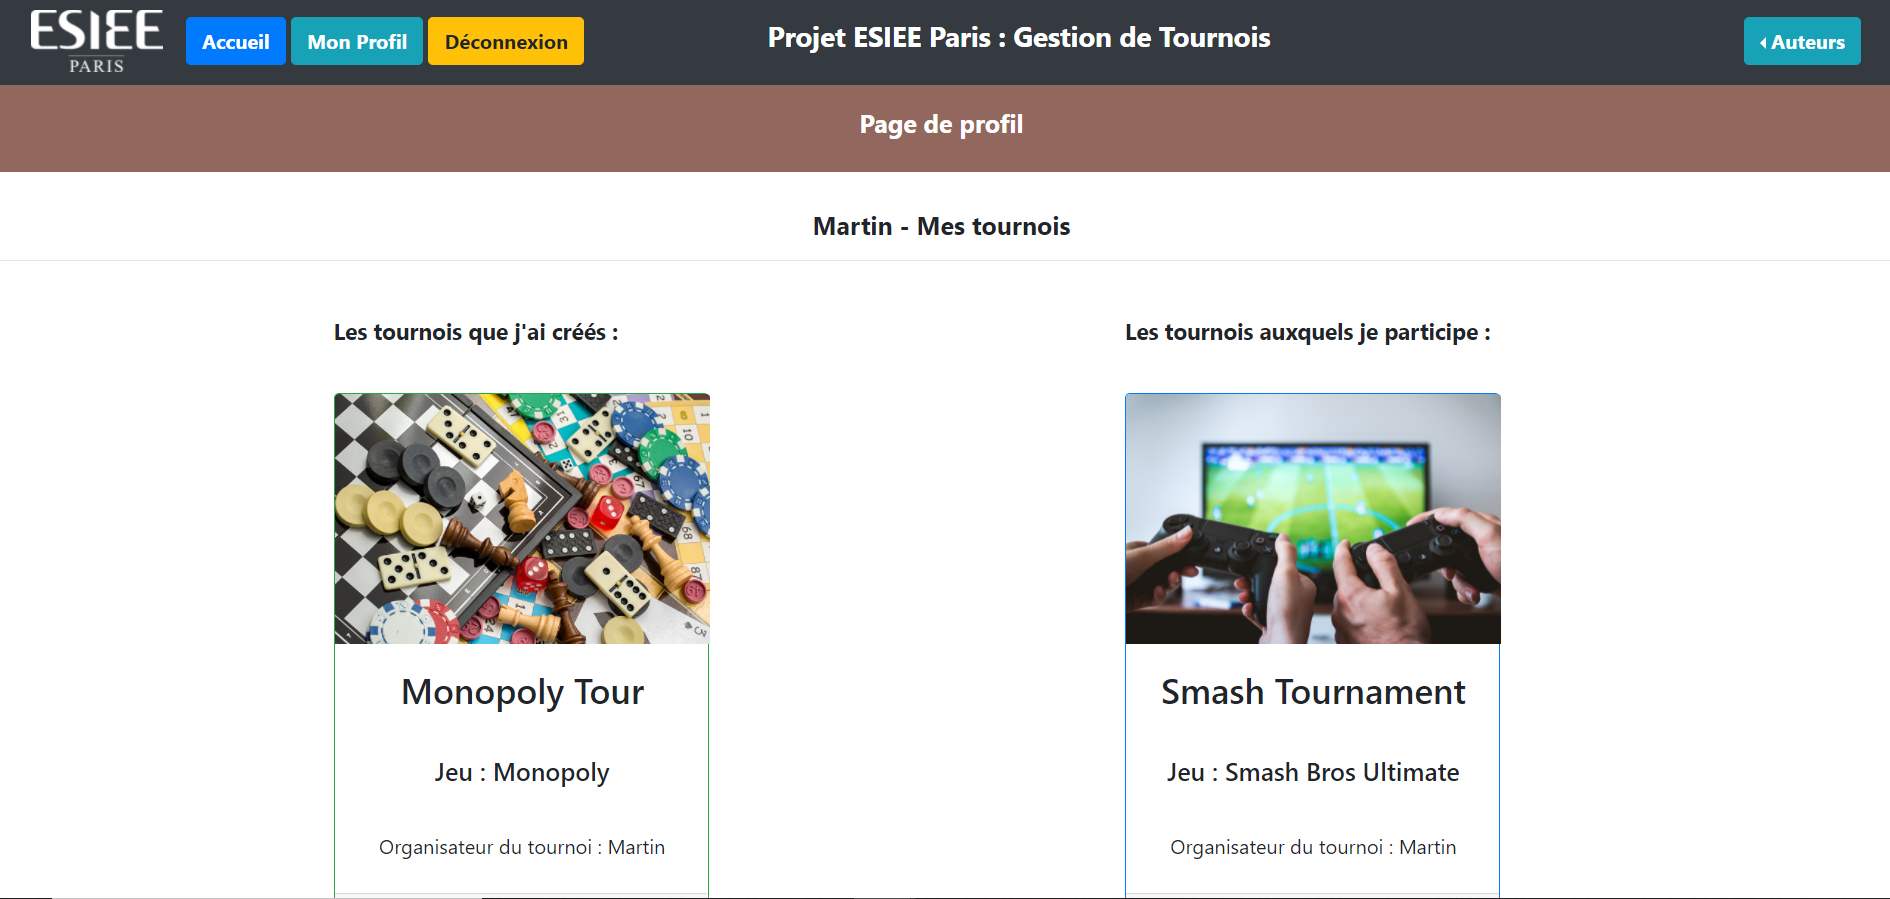 ESIEE
PARIS
Accueil
Mon Profil
Déconnexion
Projet ESIEE Paris : Gestion de Tournois
Auteurs
Page de profil
Martin - Mes tournois
Les tournois que j'ai créés :
Les tournois auxquels je participe :
Monopoly Tour
Jeu : Monopoly
Organisateur du tournoi : Martin
Smash Tournament
Jeu : Smash Bros Ultimate
Organisateur du tournoi : Martin